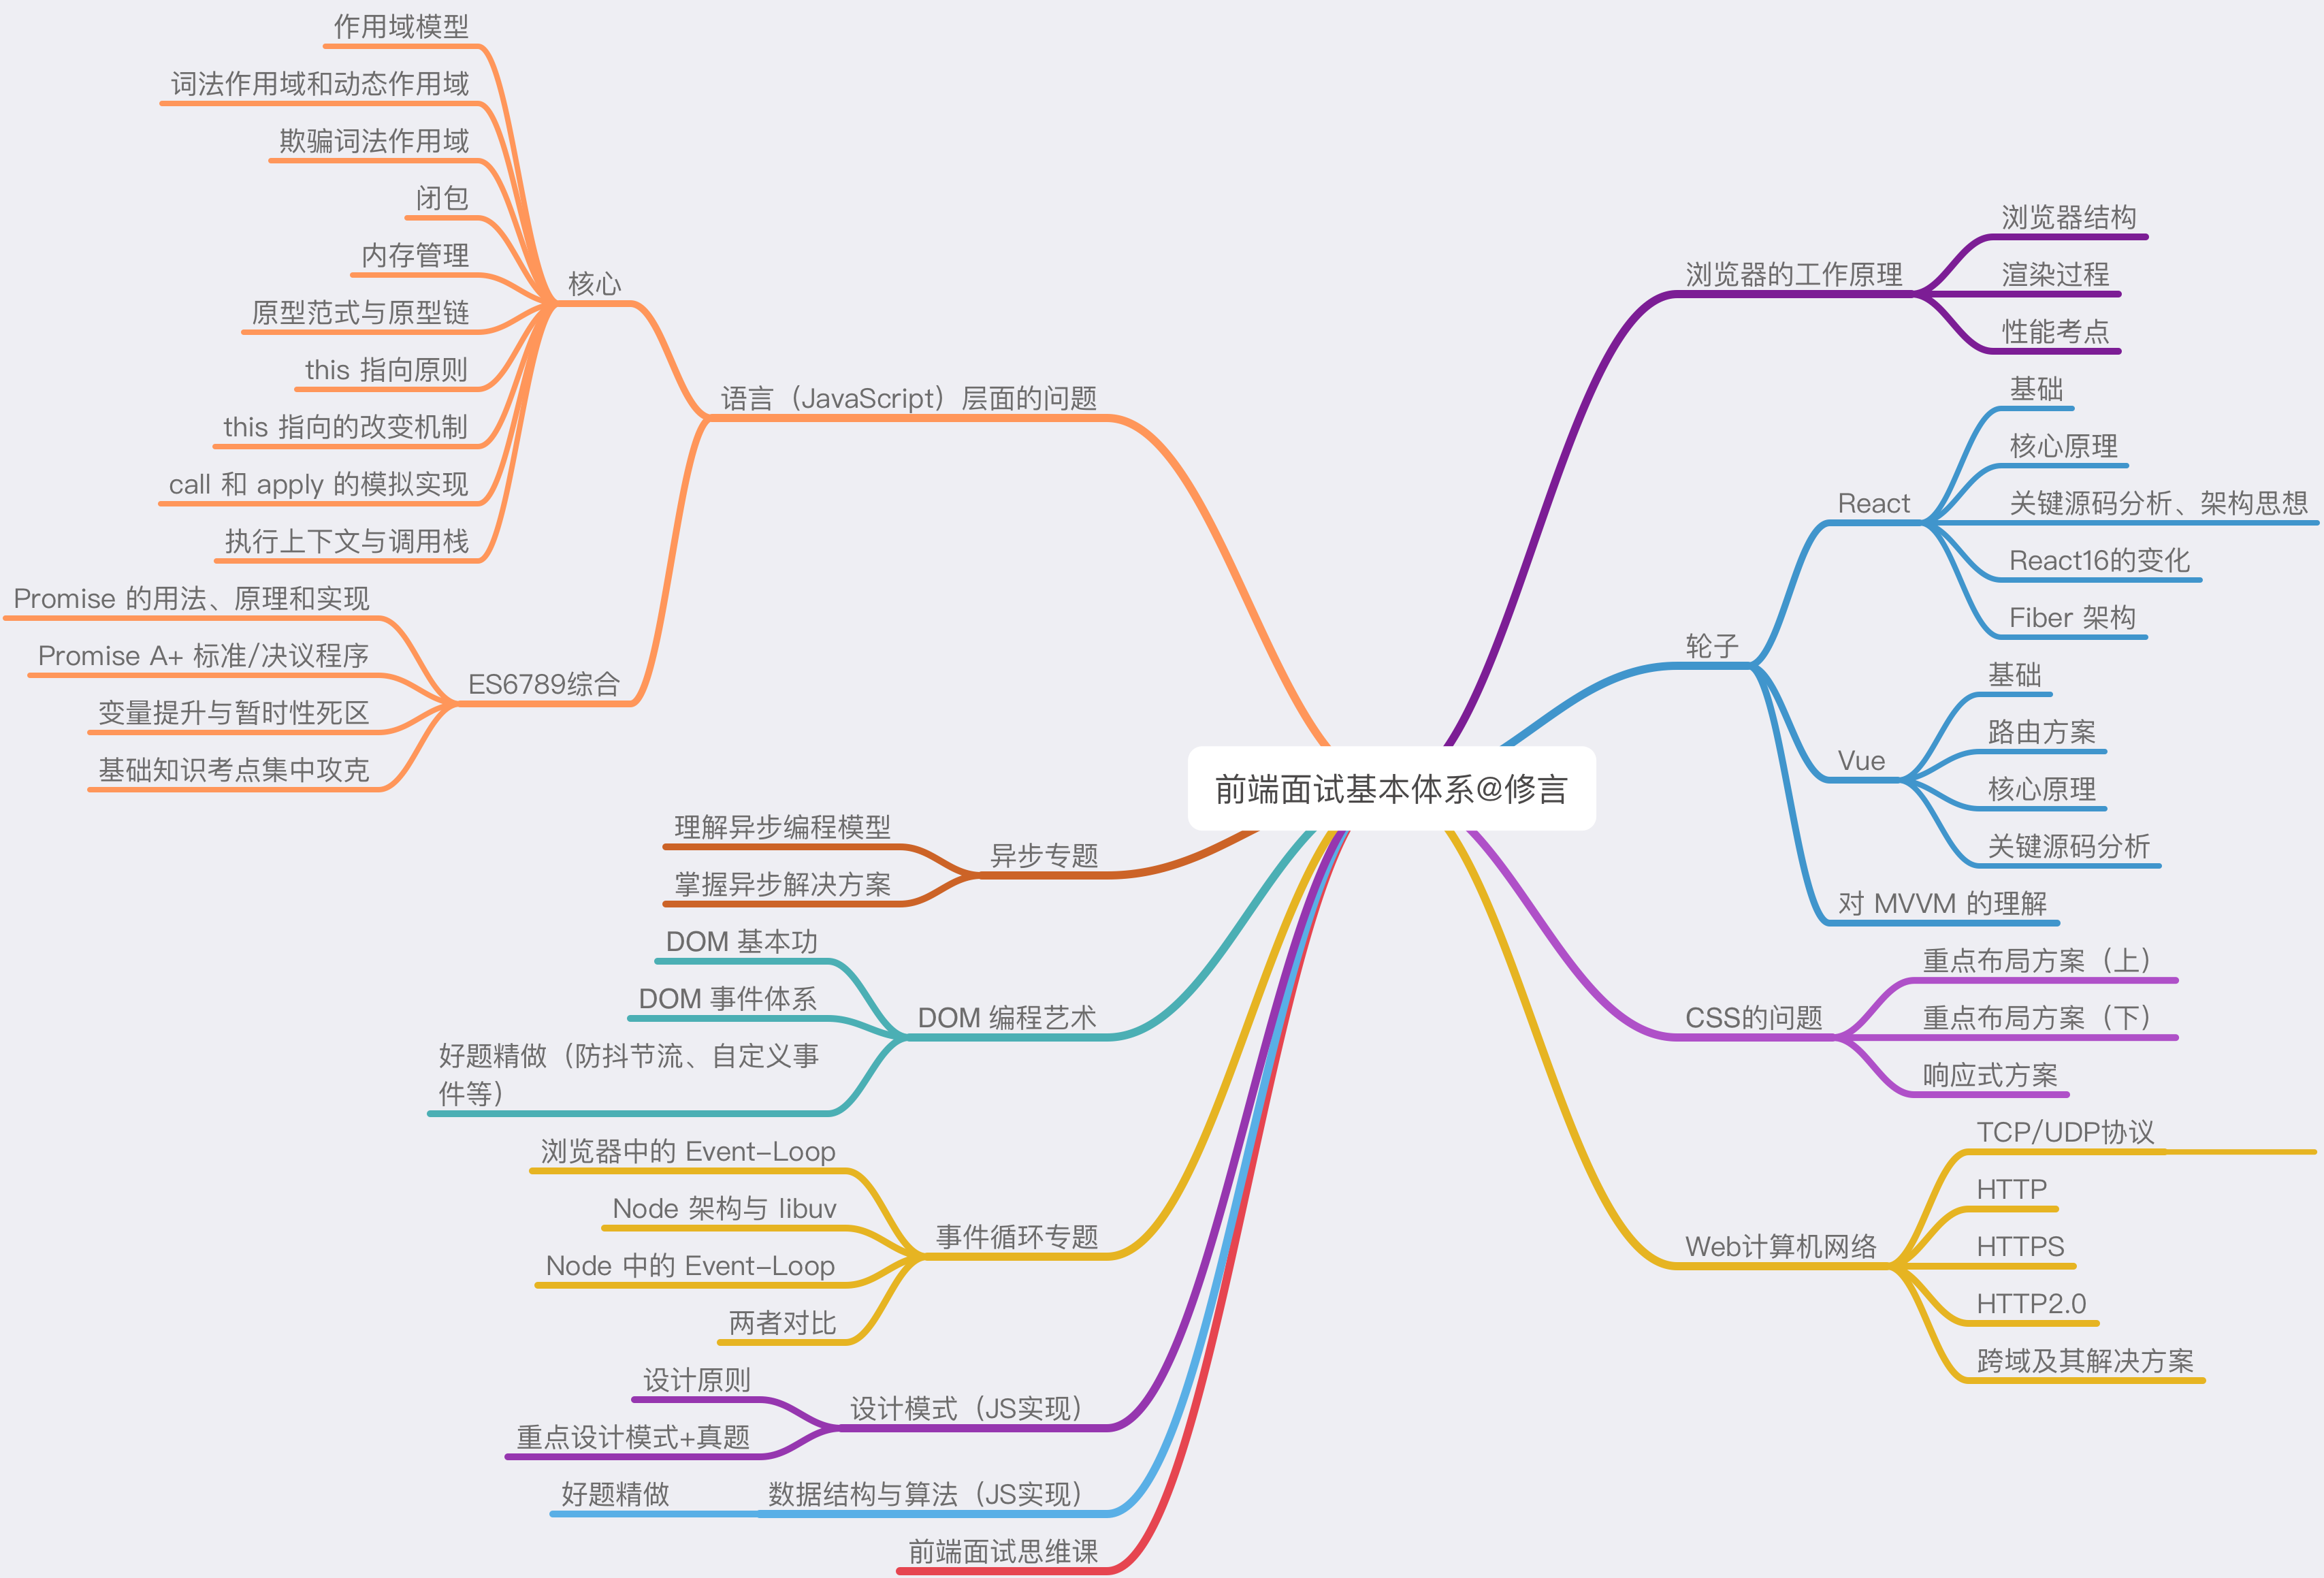 作用域模型
词法作用域和动态作用域
欺骗词法作用域
闭包
内存管理
原型范式与原型链
this 指向原则
this 指向的改变机制
call 和 apply 的模拟实现
执行上下文与调用栈
核心
Promise 的用法、原理和实现
Promise A+ 标准/决议程序
变量提升与暂时性死区
基础知识考点集中攻克
ES6789综合
语言（JavaScript）层面的问题
理解异步编程模型
掌握异步解决方案
异步专题
DOM 基本功
DOM 事件体系
好题精做（防抖节流、自定义事
件等）
DOM 编程艺术
浏览器中的 Event-Loop
Node 架构与 libuv
Node 中的 Event-Loop
两者对比
事件循环专题
设计原则
重点设计模式+真题
设计模式（JS实现）
好题精做
数据结构与算法（JS实现）
前端面试思维课
前端面试基本体系@修言
浏览器的工作原理
浏览器结构
渲染过程
性能考点
轮子
React
基础
核心原理
关键源码分析、架构思想
React16的变化
Fiber 架构
Vue
基础
路由方案
核心原理
关键源码分析
对 MVVM 的理解
CSS的问题
重点布局方案（上）
重点布局方案（下）
响应式方案
Web计算机网络
TCP/UDP协议
HTTP
HTTPS
HTTP2.0
跨域及其解决方案